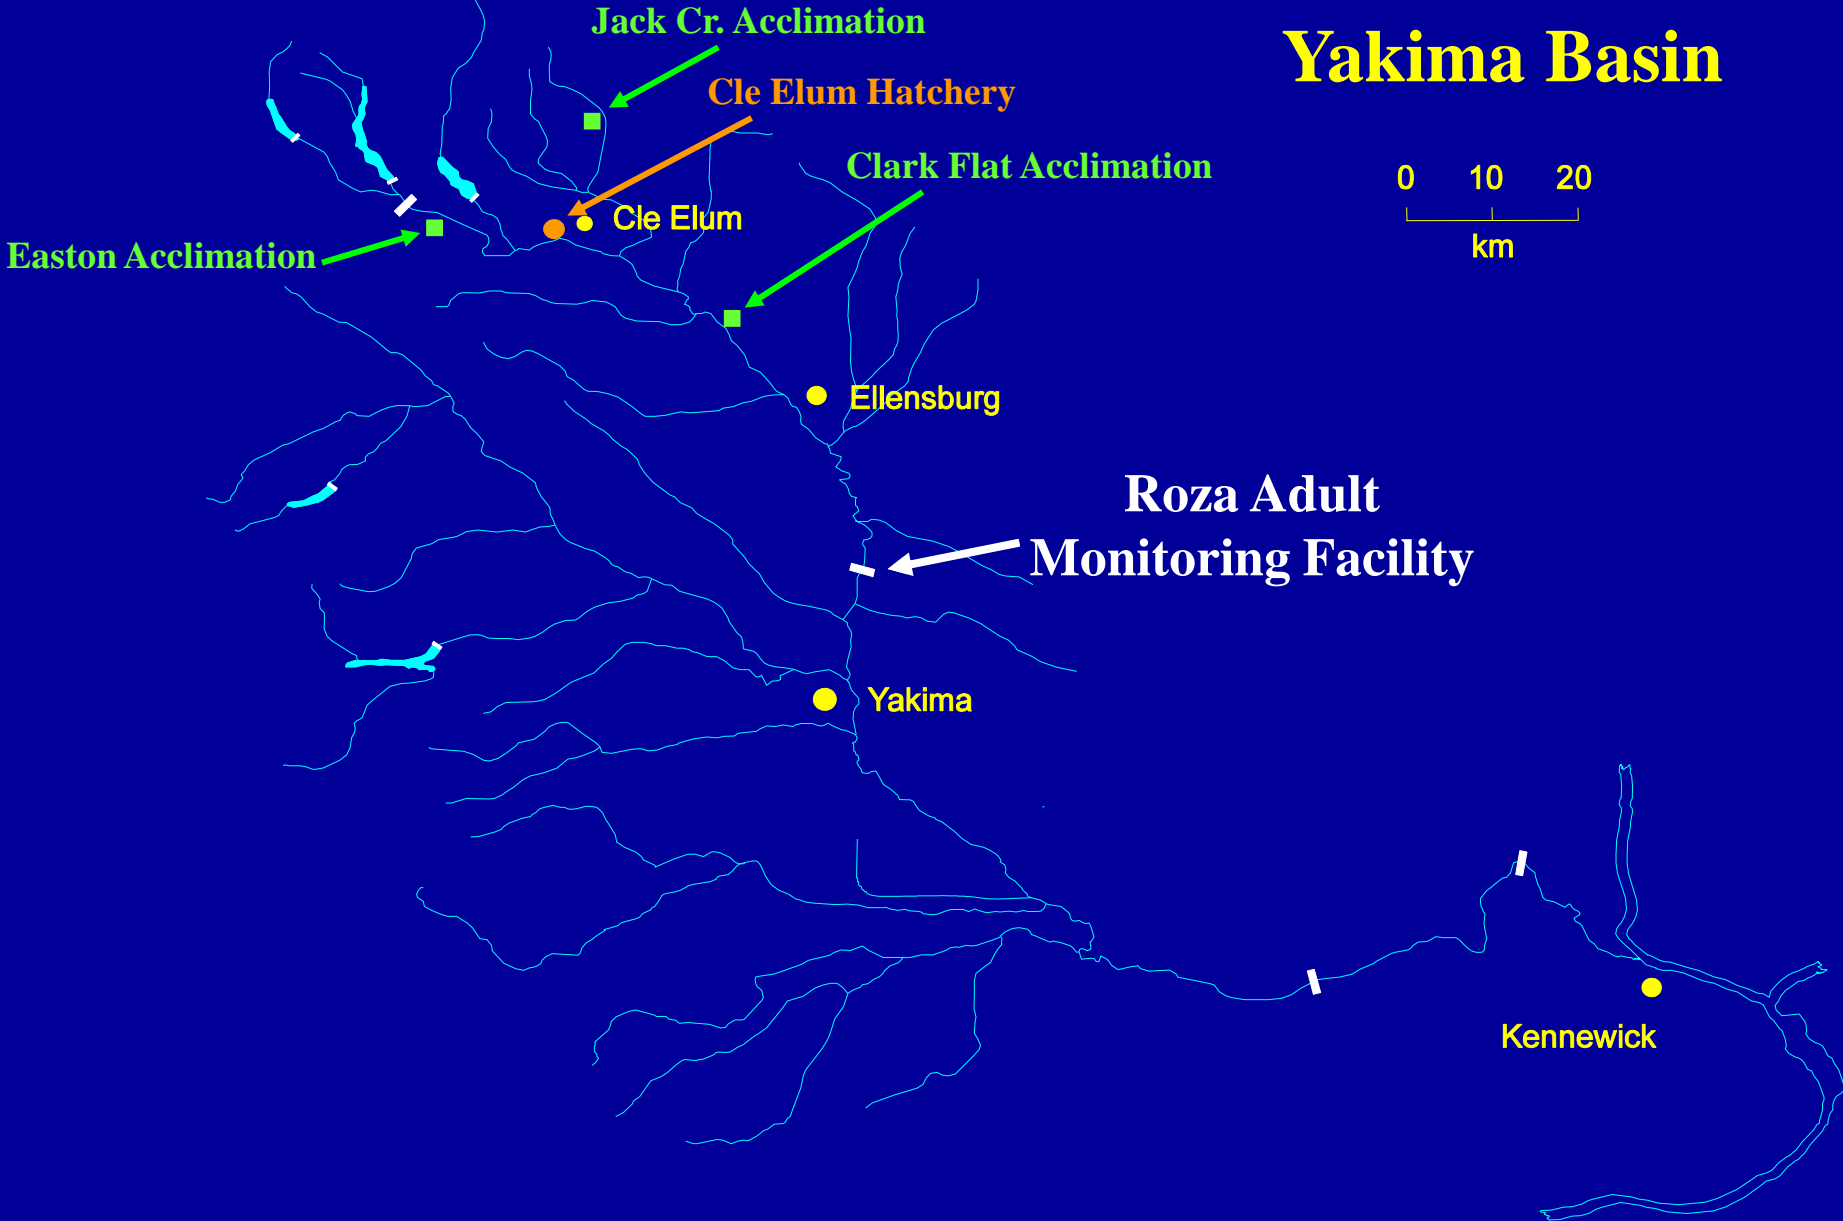 Jack Cr. Acclimation
Yakima Basin
Cle Elum Hatchery
Clark Flat Acclimation
0 10 20
km
Cle Elum
Easton Acclimation
Ellensburg
Roza Adult
Monitoring Facility
Yakima
Kennewick